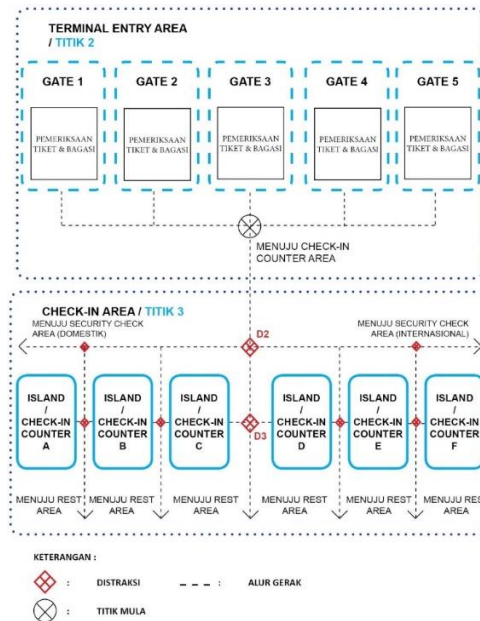 TERMINAL ENTRY AREA
/ TITIK 2
GATE 1 GATE 2 GATE 3 GATE 4 GATE 5
PEMERIKSAAN TIKET & BAGASI
PEMERIKSAAN TIKET & BAGASI
PEMERIKSAAN TIKET & BAGASI
PEMERIKSAAN TIKET & BAGASI
PEMERIKSAAN TIKET & BAGASI
MENUJU CHECK-IN
COUNTER AREA
CHECK-IN AREA / TITIK 3
MENUJU SECURITY CHECK
AREA (DOMESTIK)
D2
MENUJU SECURITY CHECK
AREA (INTERNASIONAL)
ISLAND
/
CHECK-IN
COUNTER
A
ISLAND
/
CHECK-IN
COUNTER
B
ISLAND
/
CHECK-IN
COUNTER
C
D3
ISLAND
/
CHECK-IN
COUNTER
D
ISLAND
/
CHECK-IN
COUNTER
E
ISLAND
/
CHECK-IN
COUNTER
F
MENUJU REST
AREA
MENUJU REST
AREA
MENUJU REST
AREA
MENUJU REST
AREA
MENUJU REST
AREA
MENUJU REST
AREA
KETERANGAN :
: DISTRAKSI
: ALUR GERAK
: TITIK MULA